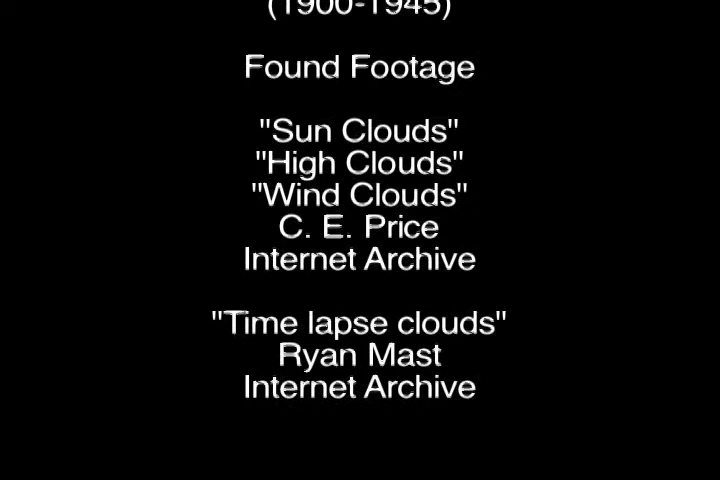 (1900-1945)
Found Footage
"Sun Clouds"
"High Clouds"
"Wind Clouds"
C. E. Price
Internet Archive
"Time lapse clouds"
Ryan Mast
Internet Archive